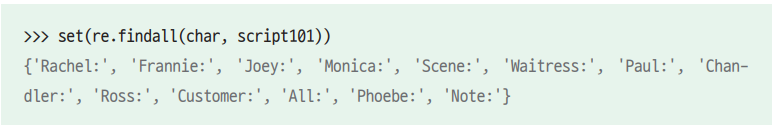 >>> set(re.findall(char, script101))
{'Rachel:', 'Frannie:', 'Joey:', 'Monica:', 'Scene:', 'Waitress:', 'Paul:', 'Chan-
dler:', 'Ross:', 'Customer:', 'All:', 'Phoebe:', 'Note:'}